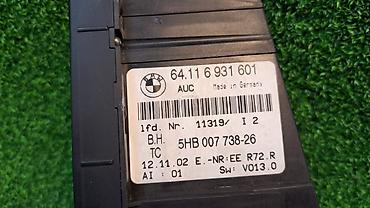 BMW
64.11 6 931 601
AUC Made in Germany
lfd. Nr. 11319/ I 2
B.H. 5HB 007 738-26
TC
12.11.02 E.-NR:EE R72.R
AI : 01 SW: V013.0